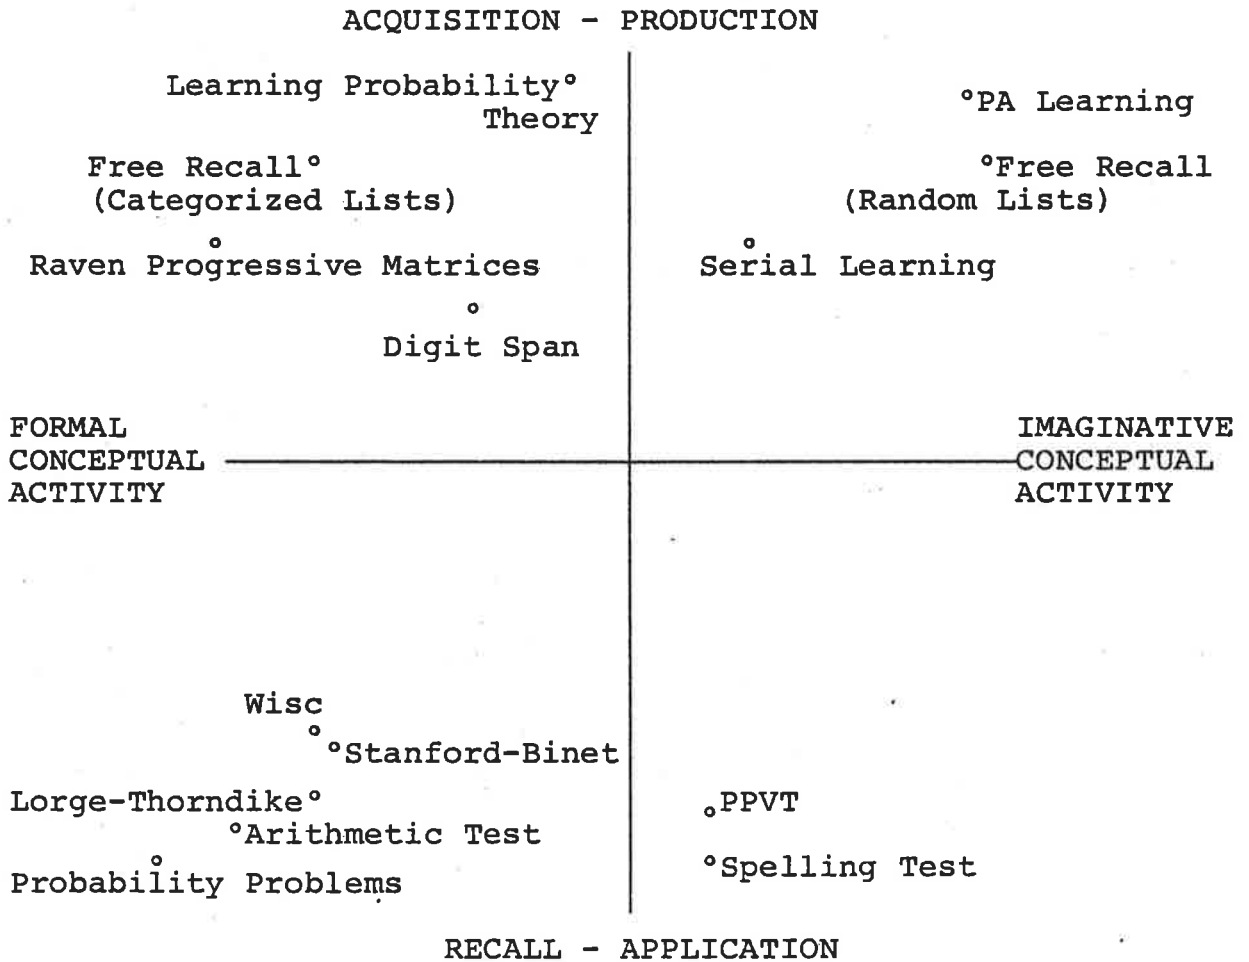 ACQUISITION - PRODUCTION
Learning Probability
Theory
PA Learning
Free Recall
(Categorized Lists)
Free Recall
(Random Lists)
Raven Progressive Matrices
Serial Learning
Digit Span
FORMAL
CONCEPTUAL
ACTIVITY
IMAGINATIVE
CONCEPTUAL
ACTIVITY
Wisc
Stanford-Binet
Lorge-Thorndike
PPVT
Arithmetic Test
Spelling Test
Probability Problems
RECALL - APPLICATION